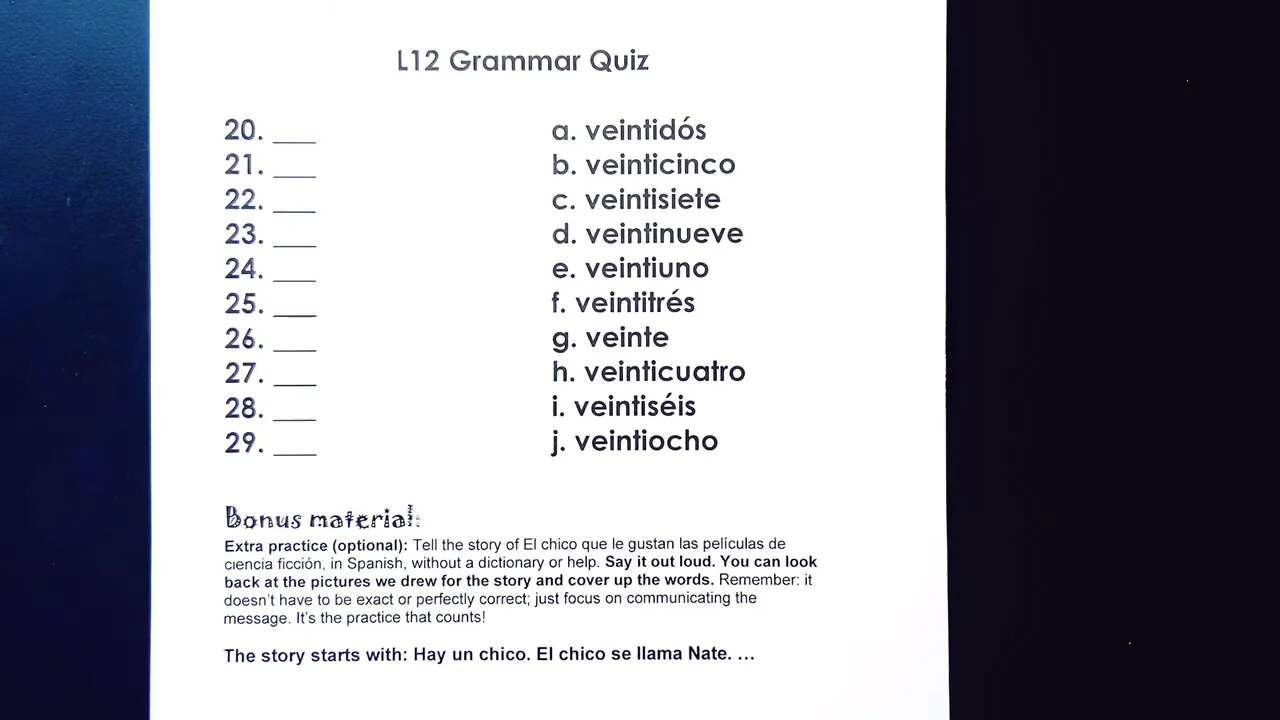 L12 Grammar Quiz
20. ___ a. veintidós
21. ___ b. veinticinco
22. ___ c. veintisiete
23. ___ d. veintinueve
24. ___ e. veintiuno
25. ___ f. veintitrés
26. ___ g. veinte
27. ___ h. veinticuatro
28. ___ i. veintiséis
29. ___ j. veintiocho
Bonus material:
Extra practice (optional): Tell the story of El chico que le gustan las películas de
ciencia ficción, in Spanish, without a dictionary or help. Say it out loud. You can look
back at the pictures we drew for the story and cover up the words. Remember: it
doesn't have to be exact or perfectly correct; just focus on communicating the
message. It's the practice that counts!
The story starts with: Hay un chico. El chico se llama Nate. ...